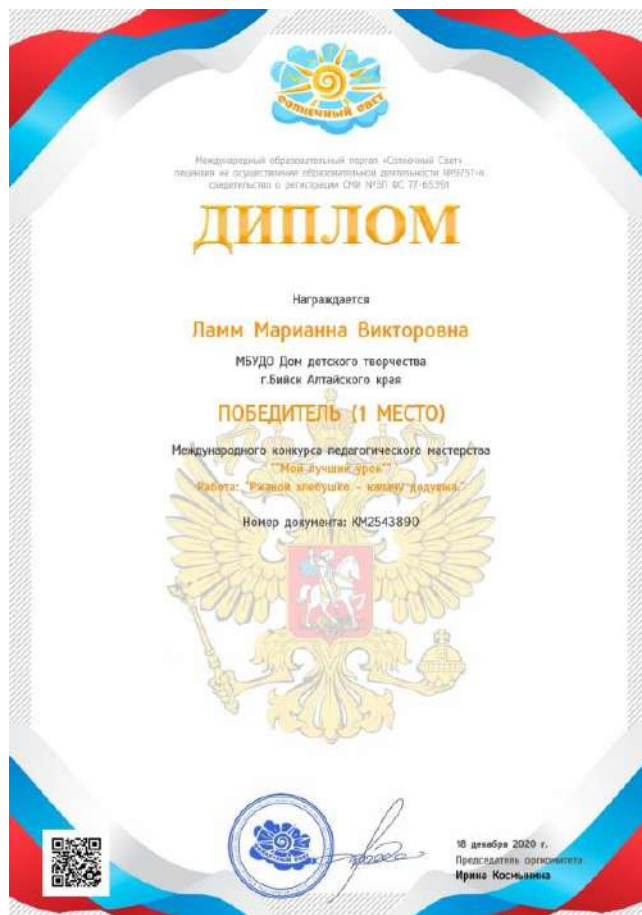 СОЛНЕЧНЫЙ СВЕТ
Международный образовательный портал «Солнечный Свет»
лицензия на осуществление образовательной деятельности №9757-л
свидетельство о регистрации СМИ №ЭЛ ФС 77-65391
ДИПЛОМ
Награждается
Ламм Марианна Викторовна
МБУДО Дом детского творчества
г.Бийск Алтайского края
ПОБЕДИТЕЛЬ (1 МЕСТО)
Международного конкурса педагогического мастерства
""Мой лучший урок""
Работа: "Ржаной хлебушко - калачу дедушка."
Номер документа: КМ2543890
18 декабря 2020 г.
Председатель оргкомитета
Ирина Космынина